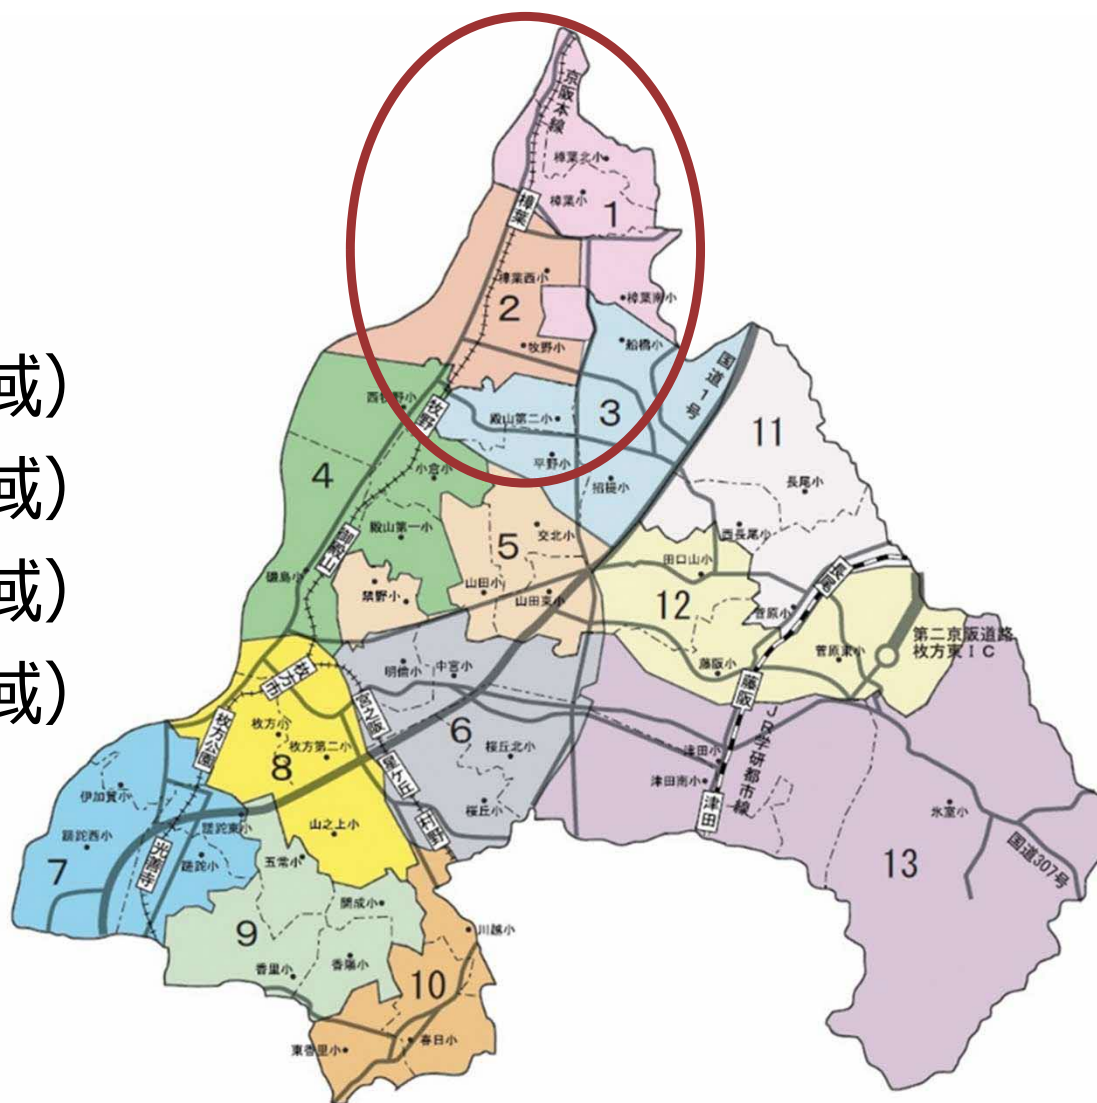 京阪本線
樟葉北小
樟葉小
1
樟葉
樟葉西小
2
樟葉南小
牧野小
船橋小
国道1号
域）
西牧野小
牧野
殿山第二小
3
11
域）
4
小倉小
平野小
招提小
長尾小
殿山第一小
御殿山
5
交北小
西長尾小
田口山小
長尾
域）
磯島小
禁野小
山田小
山田東小
12
菅原小
第二京阪道路
枚方東IC
菅原東小
藤阪小
藤阪
域）
明倫小
中宮小
枚方市
宮之阪
枚方公園
枚方小
枚方第二小
6
桜丘北小
津田小
JR学研都市線
8
星ケ丘
津田南小
伊加賀小
桜丘小
津田
氷室小
村野
蹉跎東小
山之上小
蹉跎西小
7
光善寺
蹉跎小
五常小
13
国道307号
開成小
9
川越小
香里小
香陽小
10
春日小
東香里小